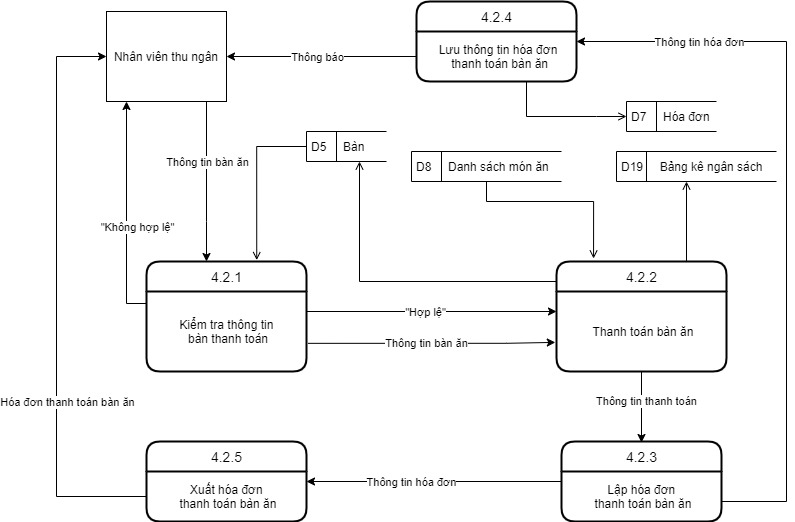 4.2.4
Lưu thông tin hóa đơn
thanh toán bàn ăn
Nhân viên thu ngân
Thông báo
Thông tin hóa đơn
D7
Hóa đơn
D5
Bàn
Thông tin bàn ăn
D8
Danh sách món ăn
D19
Bảng kê ngân sách
"Không hợp lệ"
4.2.1
Kiểm tra thông tin
bàn thanh toán
4.2.2
Thanh toán bàn ăn
"Hợp lệ"
Thông tin bàn ăn
Hóa đơn thanh toán bàn ăn
Thông tin thanh toán
4.2.5
Xuất hóa đơn
thanh toán bàn ăn
Thông tin hóa đơn
4.2.3
Lập hóa đơn
thanh toán bàn ăn